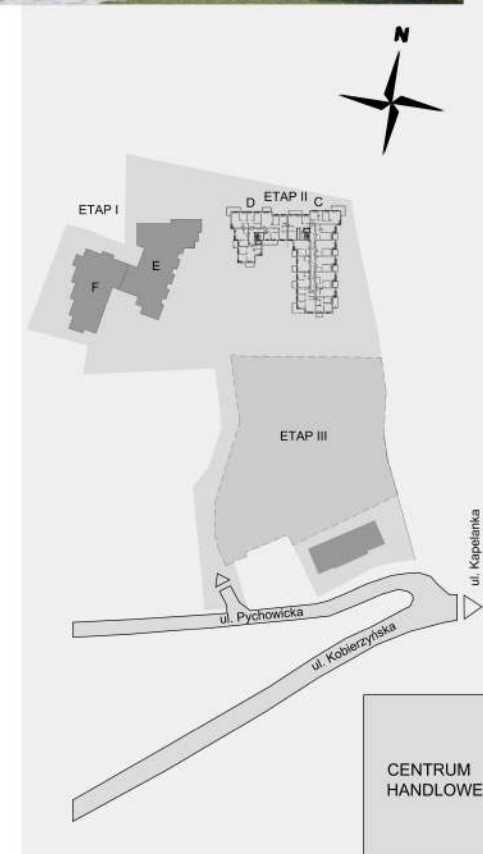 N
ETAP I
ETAP II
D
C
E
F
ETAP III
ul. Kapelanka
ul. Pychowicka
ul. Kobierzyńska
CENTRUM
HANDLOWE